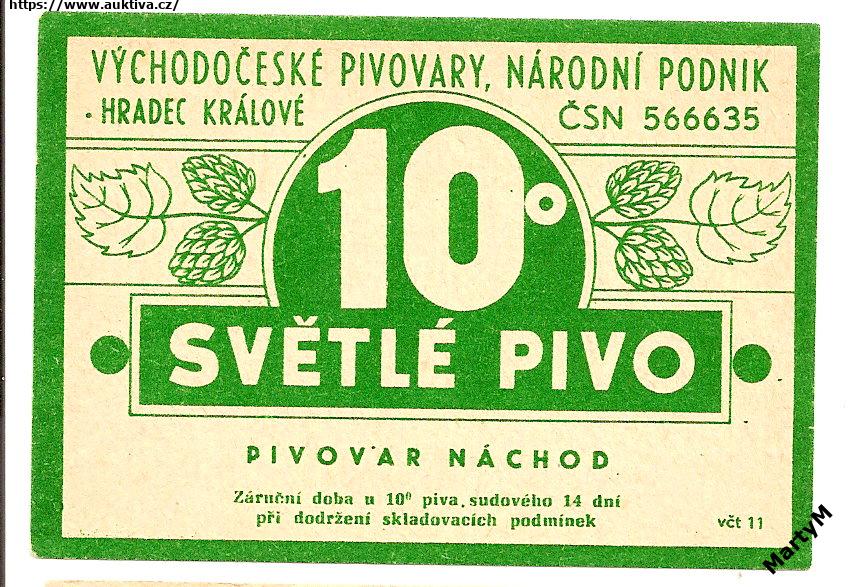 https://www.auktiva.cz/
VÝCHODOČESKÉ PIVOVARY, NÁRODNÍ PODNIK
HRADEC KRÁLOVÉ
ČSN 566635
10°
SVĚTLÉ PIVO
PIVOVAR NÁCHOD
Záruční doba u 10° piva sudového 14 dní
při dodržení skladovacích podmínek
včt 11
MartyM